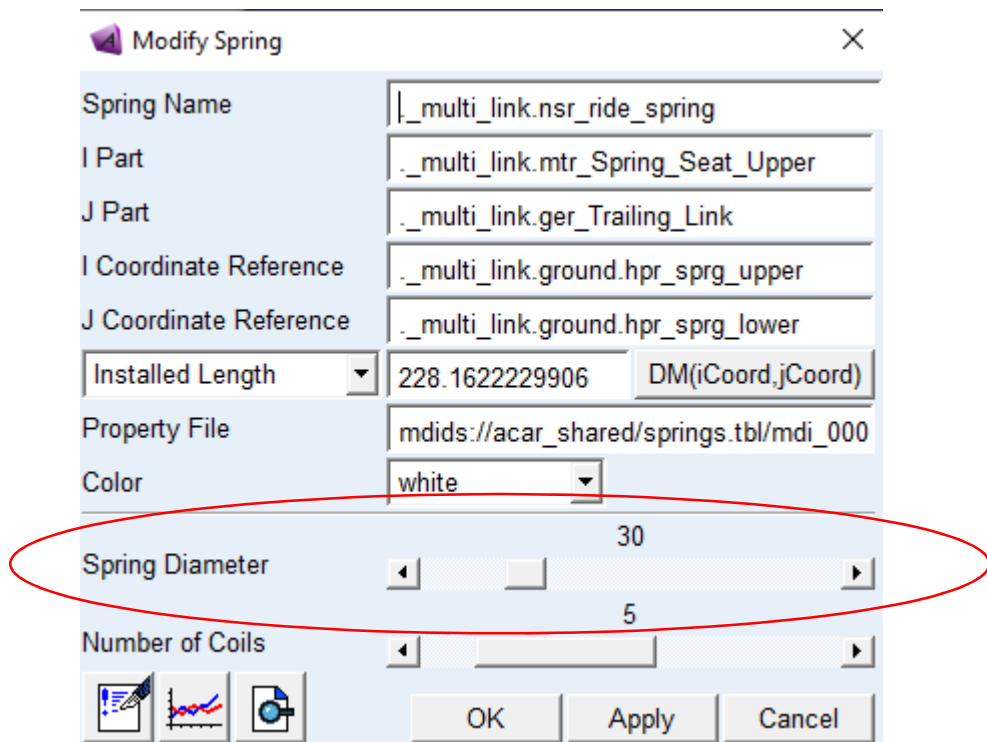 Modify Spring
Spring Name ._multi_link.nsr_ride_spring
I Part ._multi_link.mtr_Spring_Seat_Upper
J Part ._multi_link.ger_Trailing_Link
I Coordinate Reference ._multi_link.ground.hpr_sprg_upper
J Coordinate Reference ._multi_link.ground.hpr_sprg_lower
Installed Length 228.1622229906 DM(iCoord,jCoord)
Property File mdids://acar_shared/springs.tbl/mdi_000
Color white
30
Spring Diameter
5
Number of Coils
OK Apply Cancel